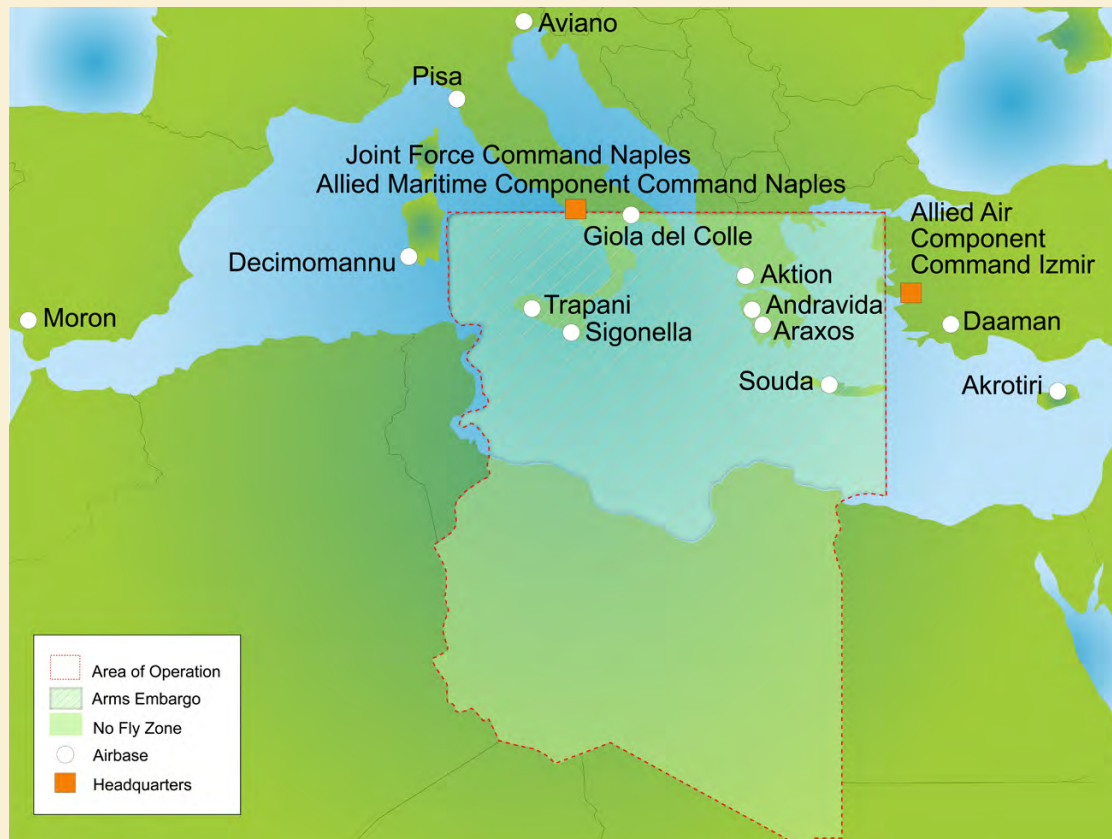 Aviano
Pisa
Joint Force Command Naples
Allied Maritime Component Command Naples
Giola del Colle
Allied Air
Component
Command Izmir
Decimomannu
Aktion
Trapani
Andravida
Moron
Sigonella
Araxos
Daaman
Souda
Akrotiri
Area of Operation
Arms Embargo
No Fly Zone
Airbase
Headquarters